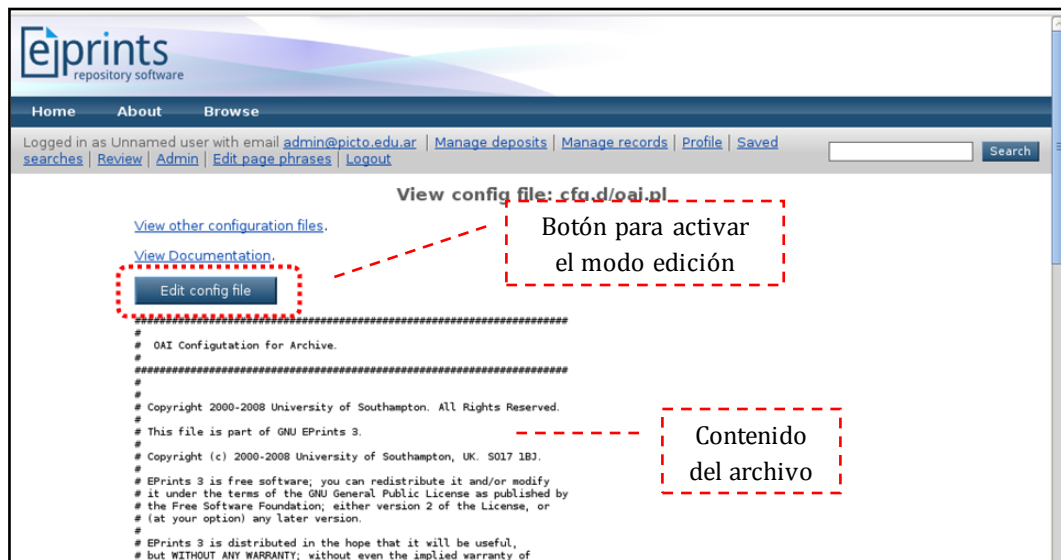 eprints
repository software
Home About Browse
Logged in as Unnamed user with email admin@picto.edu.ar | Manage deposits | Manage records | Profile | Saved
searches | Review | Admin | Edit page phrases | Logout
Search
View config file: cfg.d/oai.pl
View other configuration files.
Botón para activar
el modo edición
View Documentation.
Edit config file
######################################################################
#
# OAI Configutation for Archive.
#
######################################################################
#
#
# Copyright 2000-2008 University of Southampton. All Rights Reserved.
#
# This file is part of GNU EPrints 3.
#
# Copyright (c) 2000-2008 University of Southampton, UK. SO17 1BJ.
#
# EPrints 3 is free software; you can redistribute it and/or modify
# it under the terms of the GNU General Public License as published by
# the Free Software Foundation; either version 2 of the License, or
# (at your option) any later version.
#
# EPrints 3 is distributed in the hope that it will be useful,
# but WITHOUT ANY WARRANTY; without even the implied warranty of
Contenido
del archivo